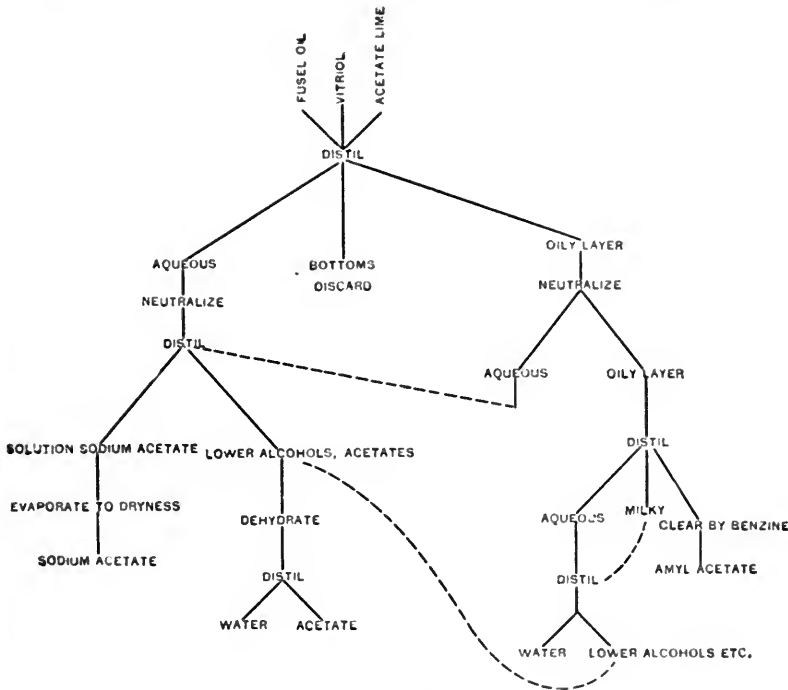 FUSEL OIL
VITRIOL
ACETATE LIME
DISTIL
AQUEOUS
BOTTOMS
DISCARD
OILY LAYER
NEUTRALIZE
NEUTRALIZE
DISTIL
AQUEOUS
OILY LAYER
SOLUTION SODIUM ACETATE
LOWER ALCOHOLS, ACETATES
DISTIL
EVAPORATE TO DRYNESS
DEHYDRATE
AQUEOUS
MILKY
CLEAR BY BENZINE
SODIUM ACETATE
DISTIL
DISTIL
AMYL ACETATE
WATER
ACETATE
WATER
LOWER ALCOHOLS ETC.